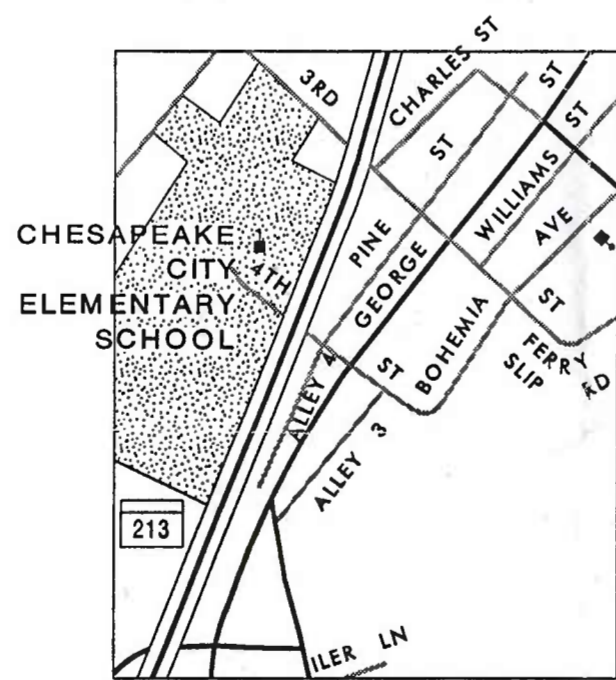 3RD
CHARLES ST
ST
ST
ST
PINE
WILLIAMS
AVE
CHESAPEAKE
CITY
ELEMENTARY
SCHOOL
4TH
GEORGE
BOHEMIA
ST
FERRY
SLIP
RD
ST
ALLEY 4
ALLEY 3
213
ILER LN